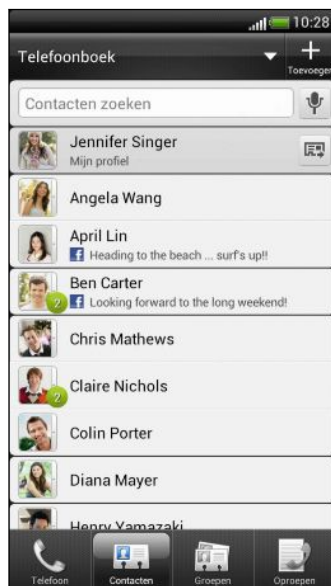 10:28
Telefoonboek
Toevoegen
Contacten zoeken
Jennifer Singer
Mijn profiel
Angela Wang
April Lin
Heading to the beach ... surf's up!!
Ben Carter
2
Looking forward to the long weekend!
Chris Mathews
Claire Nichols
2
Colin Porter
Diana Mayer
Henry Yamazaki
Telefoon Contacten Groepen Oproepen